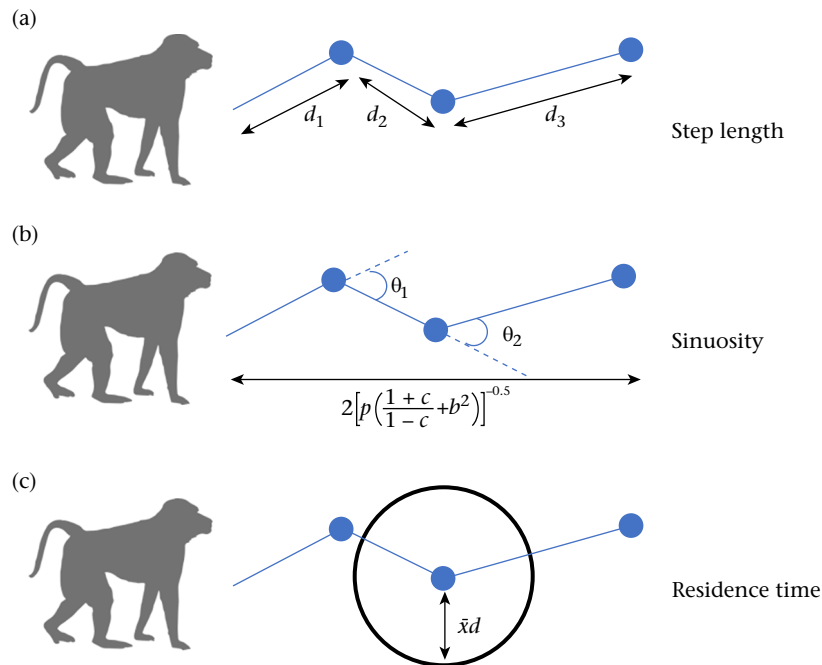 (a)
d₁
d₂
d₃
Step length
(b)
θ₁
θ₂
Sinuosity
2[p(1 + c/1 − c+b²)]⁻⁰·⁵
(c)
x̄d
Residence time